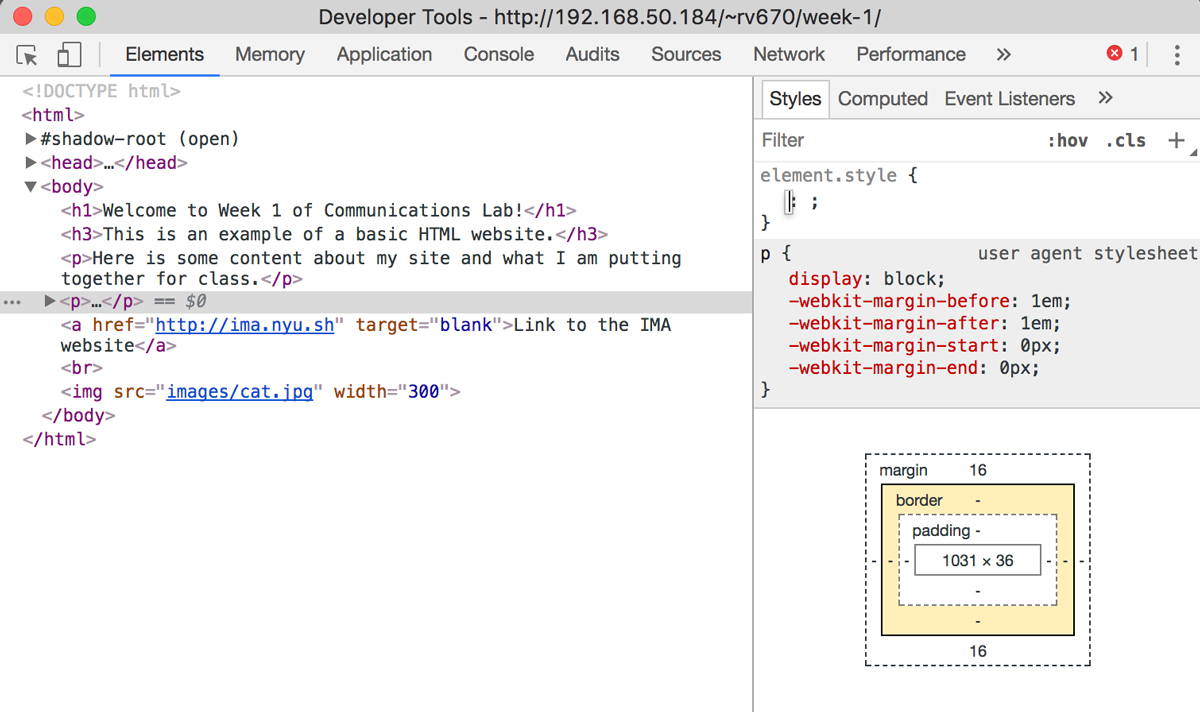 Developer Tools - http://192.168.50.184/~rv670/week-1/
Elements Memory Application Console Audits Sources Network Performance » 1
<!DOCTYPE html>
<html>
▶#shadow-root (open)
▶<head>…</head>
▼<body>
<h1>Welcome to Week 1 of Communications Lab!</h1>
<h3>This is an example of a basic HTML website.</h3>
<p>Here is some content about my site and what I am putting
together for class.</p>
… ▶<p>…</p> == $0
<a href="http://ima.nyu.sh" target="blank">Link to the IMA
website</a>
<br>
<img src="images/cat.jpg" width="300">
</body>
</html>
Styles Computed Event Listeners »
Filter :hov .cls +
element.style {
: ;
}
p { user agent stylesheet
display: block;
-webkit-margin-before: 1em;
-webkit-margin-after: 1em;
-webkit-margin-start: 0px;
-webkit-margin-end: 0px;
}
margin 16
border -
padding -
- - - 1031 × 36 - - -
-
-
16